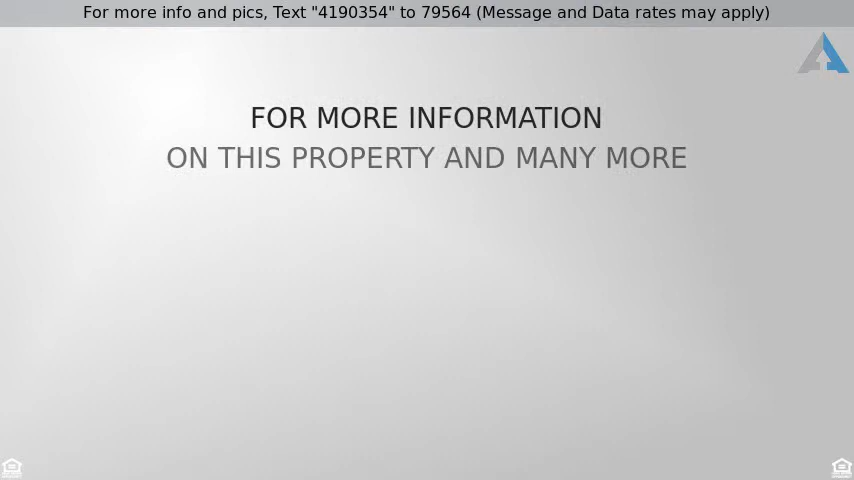 For more info and pics, Text "4190354" to 79564 (Message and Data rates may apply)
FOR MORE INFORMATION
ON THIS PROPERTY AND MANY MORE